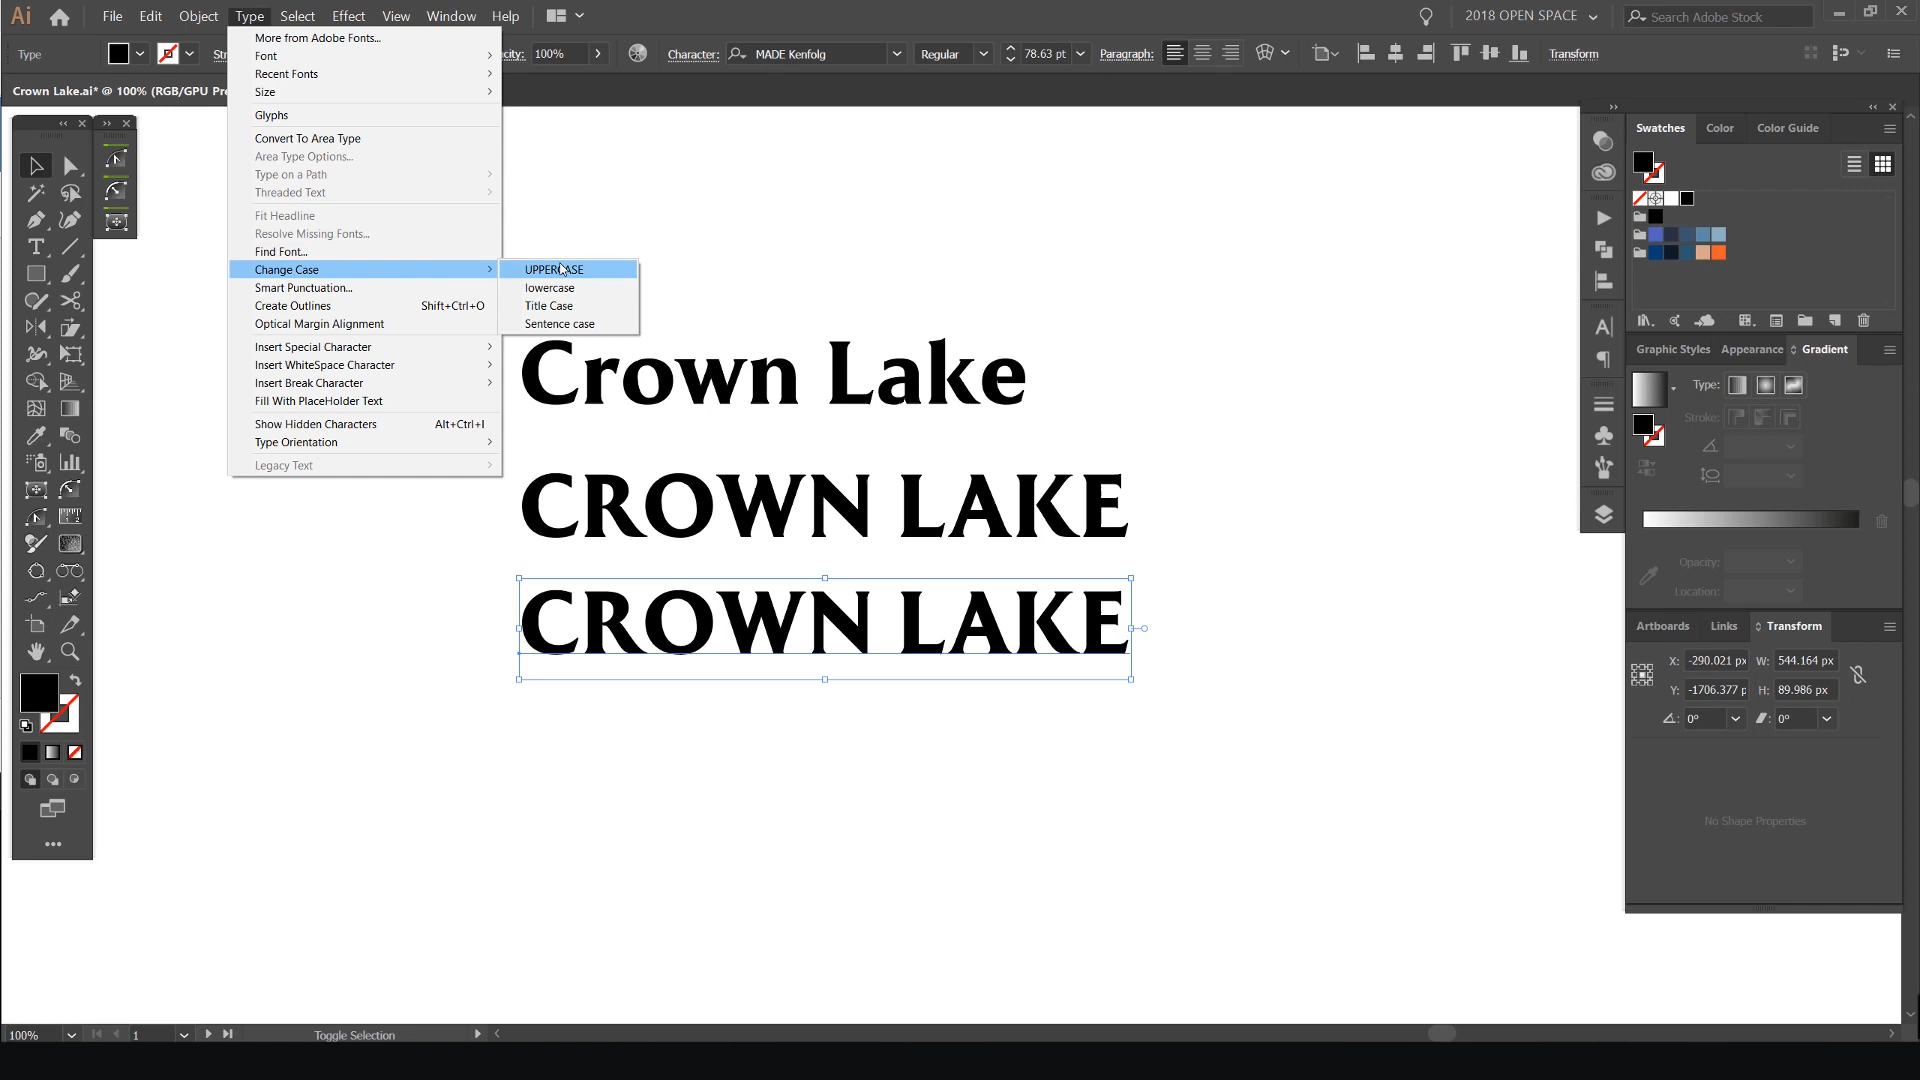 Ai File Edit Object Type Select Effect View Window Help 2018 OPEN SPACE Search Adobe Stock
Type 100% Character: MADE Kenfolg Regular 78.63 pt Paragraph: Transform
Crown Lake.ai* @ 100% (RGB/GPU Pre
More from Adobe Fonts...
Font
Recent Fonts
Size
Glyphs
Convert To Area Type
Area Type Options...
Type on a Path
Threaded Text
Fit Headline
Resolve Missing Fonts...
Find Font...
Change Case
Smart Punctuation...
Create Outlines Shift+Ctrl+O
Optical Margin Alignment
Insert Special Character
Insert WhiteSpace Character
Insert Break Character
Fill With PlaceHolder Text
Show Hidden Characters Alt+Ctrl+I
Type Orientation
Legacy Text
UPPERCASE
lowercase
Title Case
Sentence case
Crown Lake
CROWN LAKE
CROWN LAKE
Swatches Color Color Guide
Graphic Styles Appearance Gradient
Type:
Stroke:
Opacity:
Location:
Artboards Links Transform
X: -290.021 px W: 544.164 px
Y: -1706.377 p H: 89.986 px
0° 0°
No Shape Properties
100% 1 Toggle Selection